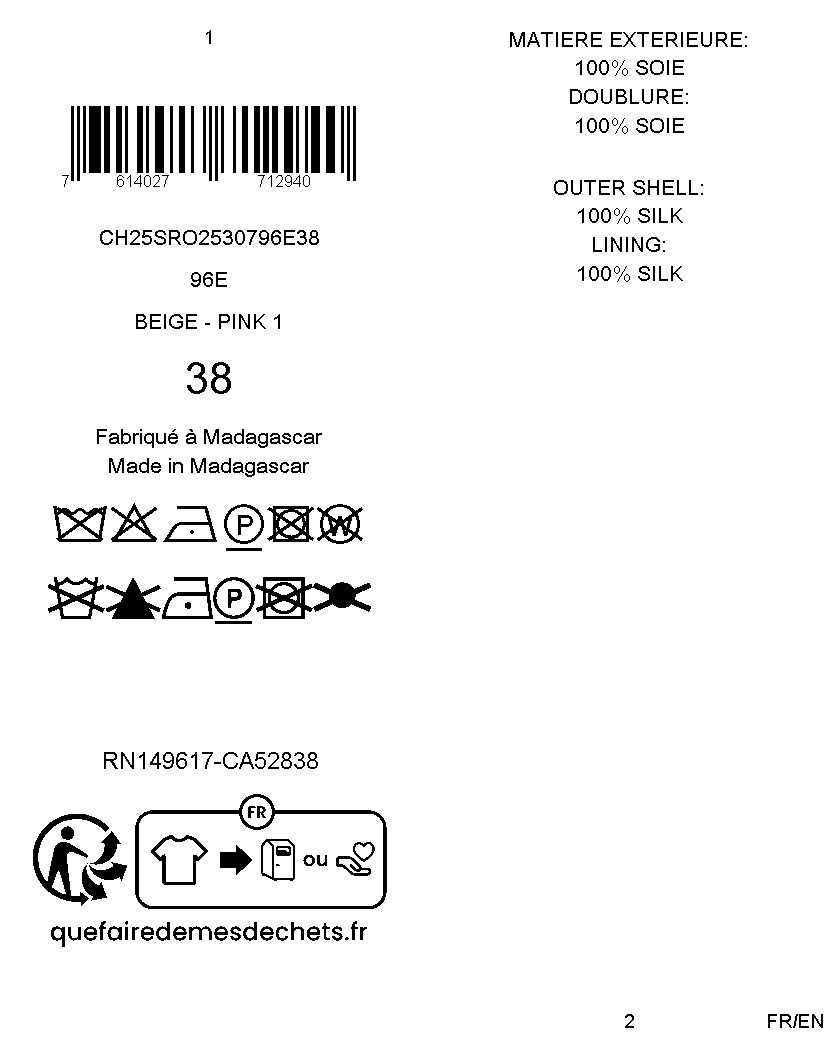 1
7 614027 712940
CH25SRO2530796E38
96E
BEIGE - PINK 1
38
Fabriqué à Madagascar
Made in Madagascar
P
W
P
RN149617-CA52838
FR
ou
quefairedemesdechets.fr
MATIERE EXTERIEURE:
100% SOIE
DOUBLURE:
100% SOIE
OUTER SHELL:
100% SILK
LINING:
100% SILK
2
FR/EN